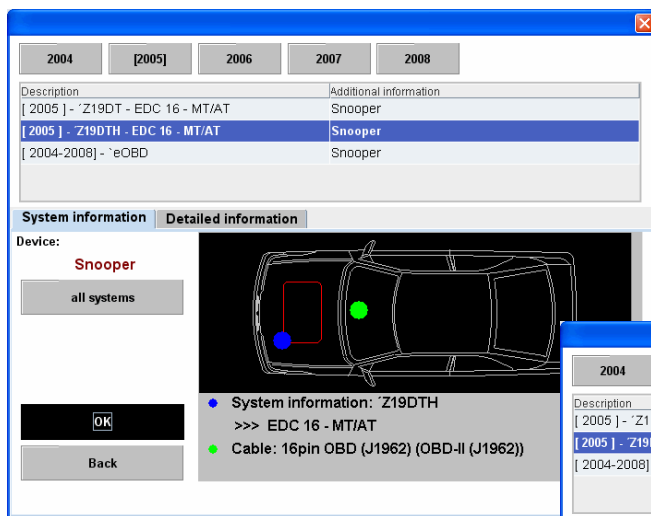 2004 [2005] 2006 2007 2008
Description Additional information
[ 2005 ] - ´Z19DT - EDC 16 - MT/AT Snooper
[ 2005 ] - ´Z19DTH - EDC 16 - MT/AT Snooper
[ 2004-2008] - `eOBD Snooper
System information Detailed information
Device:
Snooper
all systems
OK
Back
System information: ´Z19DTH
>>> EDC 16 - MT/AT
Cable: 16pin OBD (J1962) (OBD-II (J1962))
2004
Description
[ 2005 ] - ´Z1
[ 2005 ] - ´Z19
[ 2004-2008]